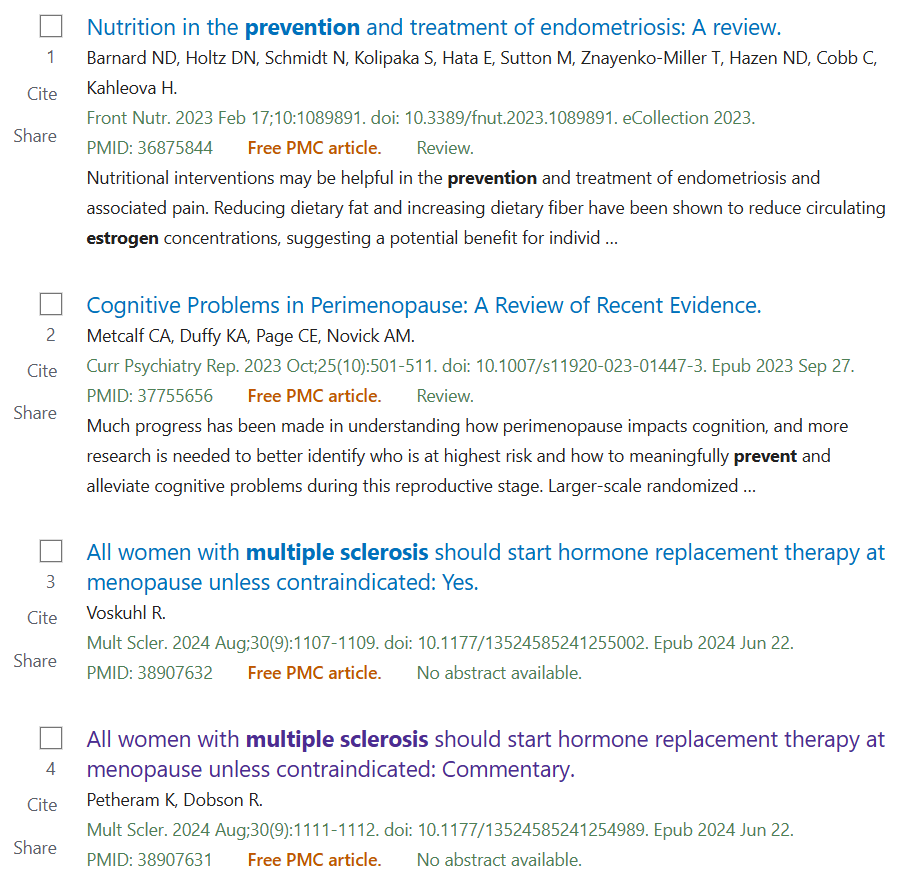 Nutrition in the prevention and treatment of endometriosis: A review.
1
Barnard ND, Holtz DN, Schmidt N, Kolipaka S, Hata E, Sutton M, Znayenko-Miller T, Hazen ND, Cobb C,
Cite
Kahleova H.
Front Nutr. 2023 Feb 17;10:1089891. doi: 10.3389/fnut.2023.1089891. eCollection 2023.
Share
PMID: 36875844 Free PMC article. Review.
Nutritional interventions may be helpful in the prevention and treatment of endometriosis and
associated pain. Reducing dietary fat and increasing dietary fiber have been shown to reduce circulating
estrogen concentrations, suggesting a potential benefit for individ ...
Cognitive Problems in Perimenopause: A Review of Recent Evidence.
2
Metcalf CA, Duffy KA, Page CE, Novick AM.
Cite
Curr Psychiatry Rep. 2023 Oct;25(10):501-511. doi: 10.1007/s11920-023-01447-3. Epub 2023 Sep 27.
PMID: 37755656 Free PMC article. Review.
Share
Much progress has been made in understanding how perimenopause impacts cognition, and more
research is needed to better identify who is at highest risk and how to meaningfully prevent and
alleviate cognitive problems during this reproductive stage. Larger-scale randomized ...
All women with multiple sclerosis should start hormone replacement therapy at
3
menopause unless contraindicated: Yes.
Cite
Voskuhl R.
Mult Scler. 2024 Aug;30(9):1107-1109. doi: 10.1177/13524585241255002. Epub 2024 Jun 22.
Share
PMID: 38907632 Free PMC article. No abstract available.
All women with multiple sclerosis should start hormone replacement therapy at
4
menopause unless contraindicated: Commentary.
Cite
Petheram K, Dobson R.
Mult Scler. 2024 Aug;30(9):1111-1112. doi: 10.1177/13524585241254989. Epub 2024 Jun 22.
Share
PMID: 38907631 Free PMC article. No abstract available.